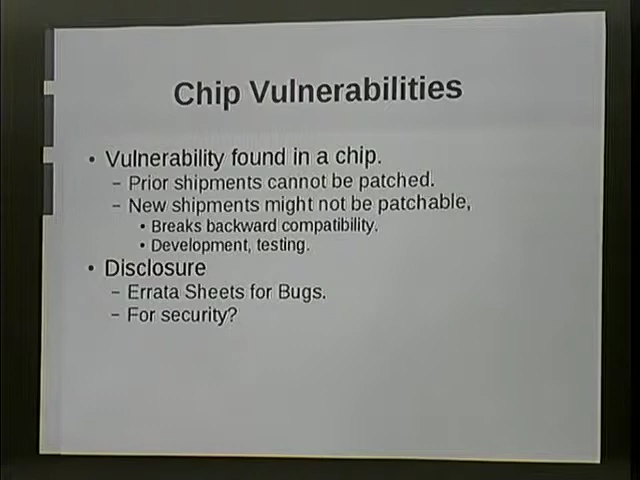 Chip Vulnerabilities
• Vulnerability found in a chip.
– Prior shipments cannot be patched.
– New shipments might not be patchable,
• Breaks backward compatibility.
• Development, testing.
• Disclosure
– Errata Sheets for Bugs.
– For security?